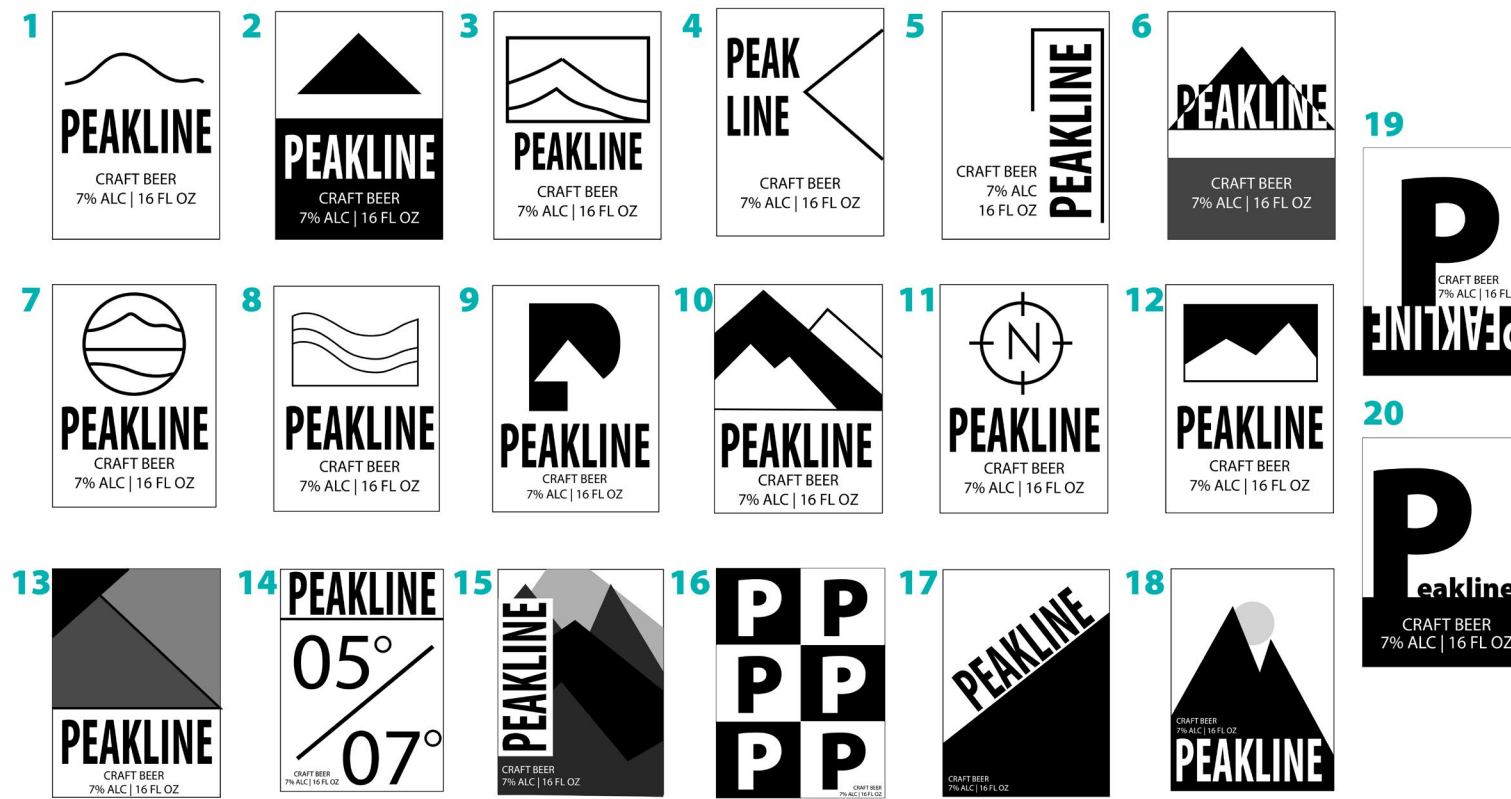 1
PEAKLINE
CRAFT BEER
7% ALC | 16 FL OZ
2
PEAKLINE
CRAFT BEER
7% ALC | 16 FL OZ
3
PEAKLINE
CRAFT BEER
7% ALC | 16 FL OZ
4
PEAK
LINE
CRAFT BEER
7% ALC | 16 FL OZ
5
PEAKLINE
CRAFT BEER
7% ALC
16 FL OZ
6
PEAKLINE
CRAFT BEER
7% ALC | 16 FL OZ
7
PEAKLINE
CRAFT BEER
7% ALC | 16 FL OZ
8
PEAKLINE
CRAFT BEER
7% ALC | 16 FL OZ
9
PEAKLINE
CRAFT BEER
7% ALC | 16 FL OZ
10
PEAKLINE
CRAFT BEER
7% ALC | 16 FL OZ
11
N
PEAKLINE
CRAFT BEER
7% ALC | 16 FL OZ
12
PEAKLINE
CRAFT BEER
7% ALC | 16 FL OZ
13
PEAKLINE
CRAFT BEER
7% ALC | 16 FL OZ
14
PEAKLINE
05°
07°
CRAFT BEER
7% ALC | 16 FL OZ
15
PEAKLINE
CRAFT BEER
7% ALC | 16 FL OZ
16
P P
P P
P P
CRAFT BEER
7% ALC | 16 FL OZ
17
PEAKLINE
CRAFT BEER
7% ALC | 16 FL OZ
18
CRAFT BEER
7% ALC | 16 FL OZ
PEAKLINE
19
P
CRAFT BEER
7% ALC | 16 FL
PEAKLINE
20
Peakline
CRAFT BEER
7% ALC | 16 FL OZ